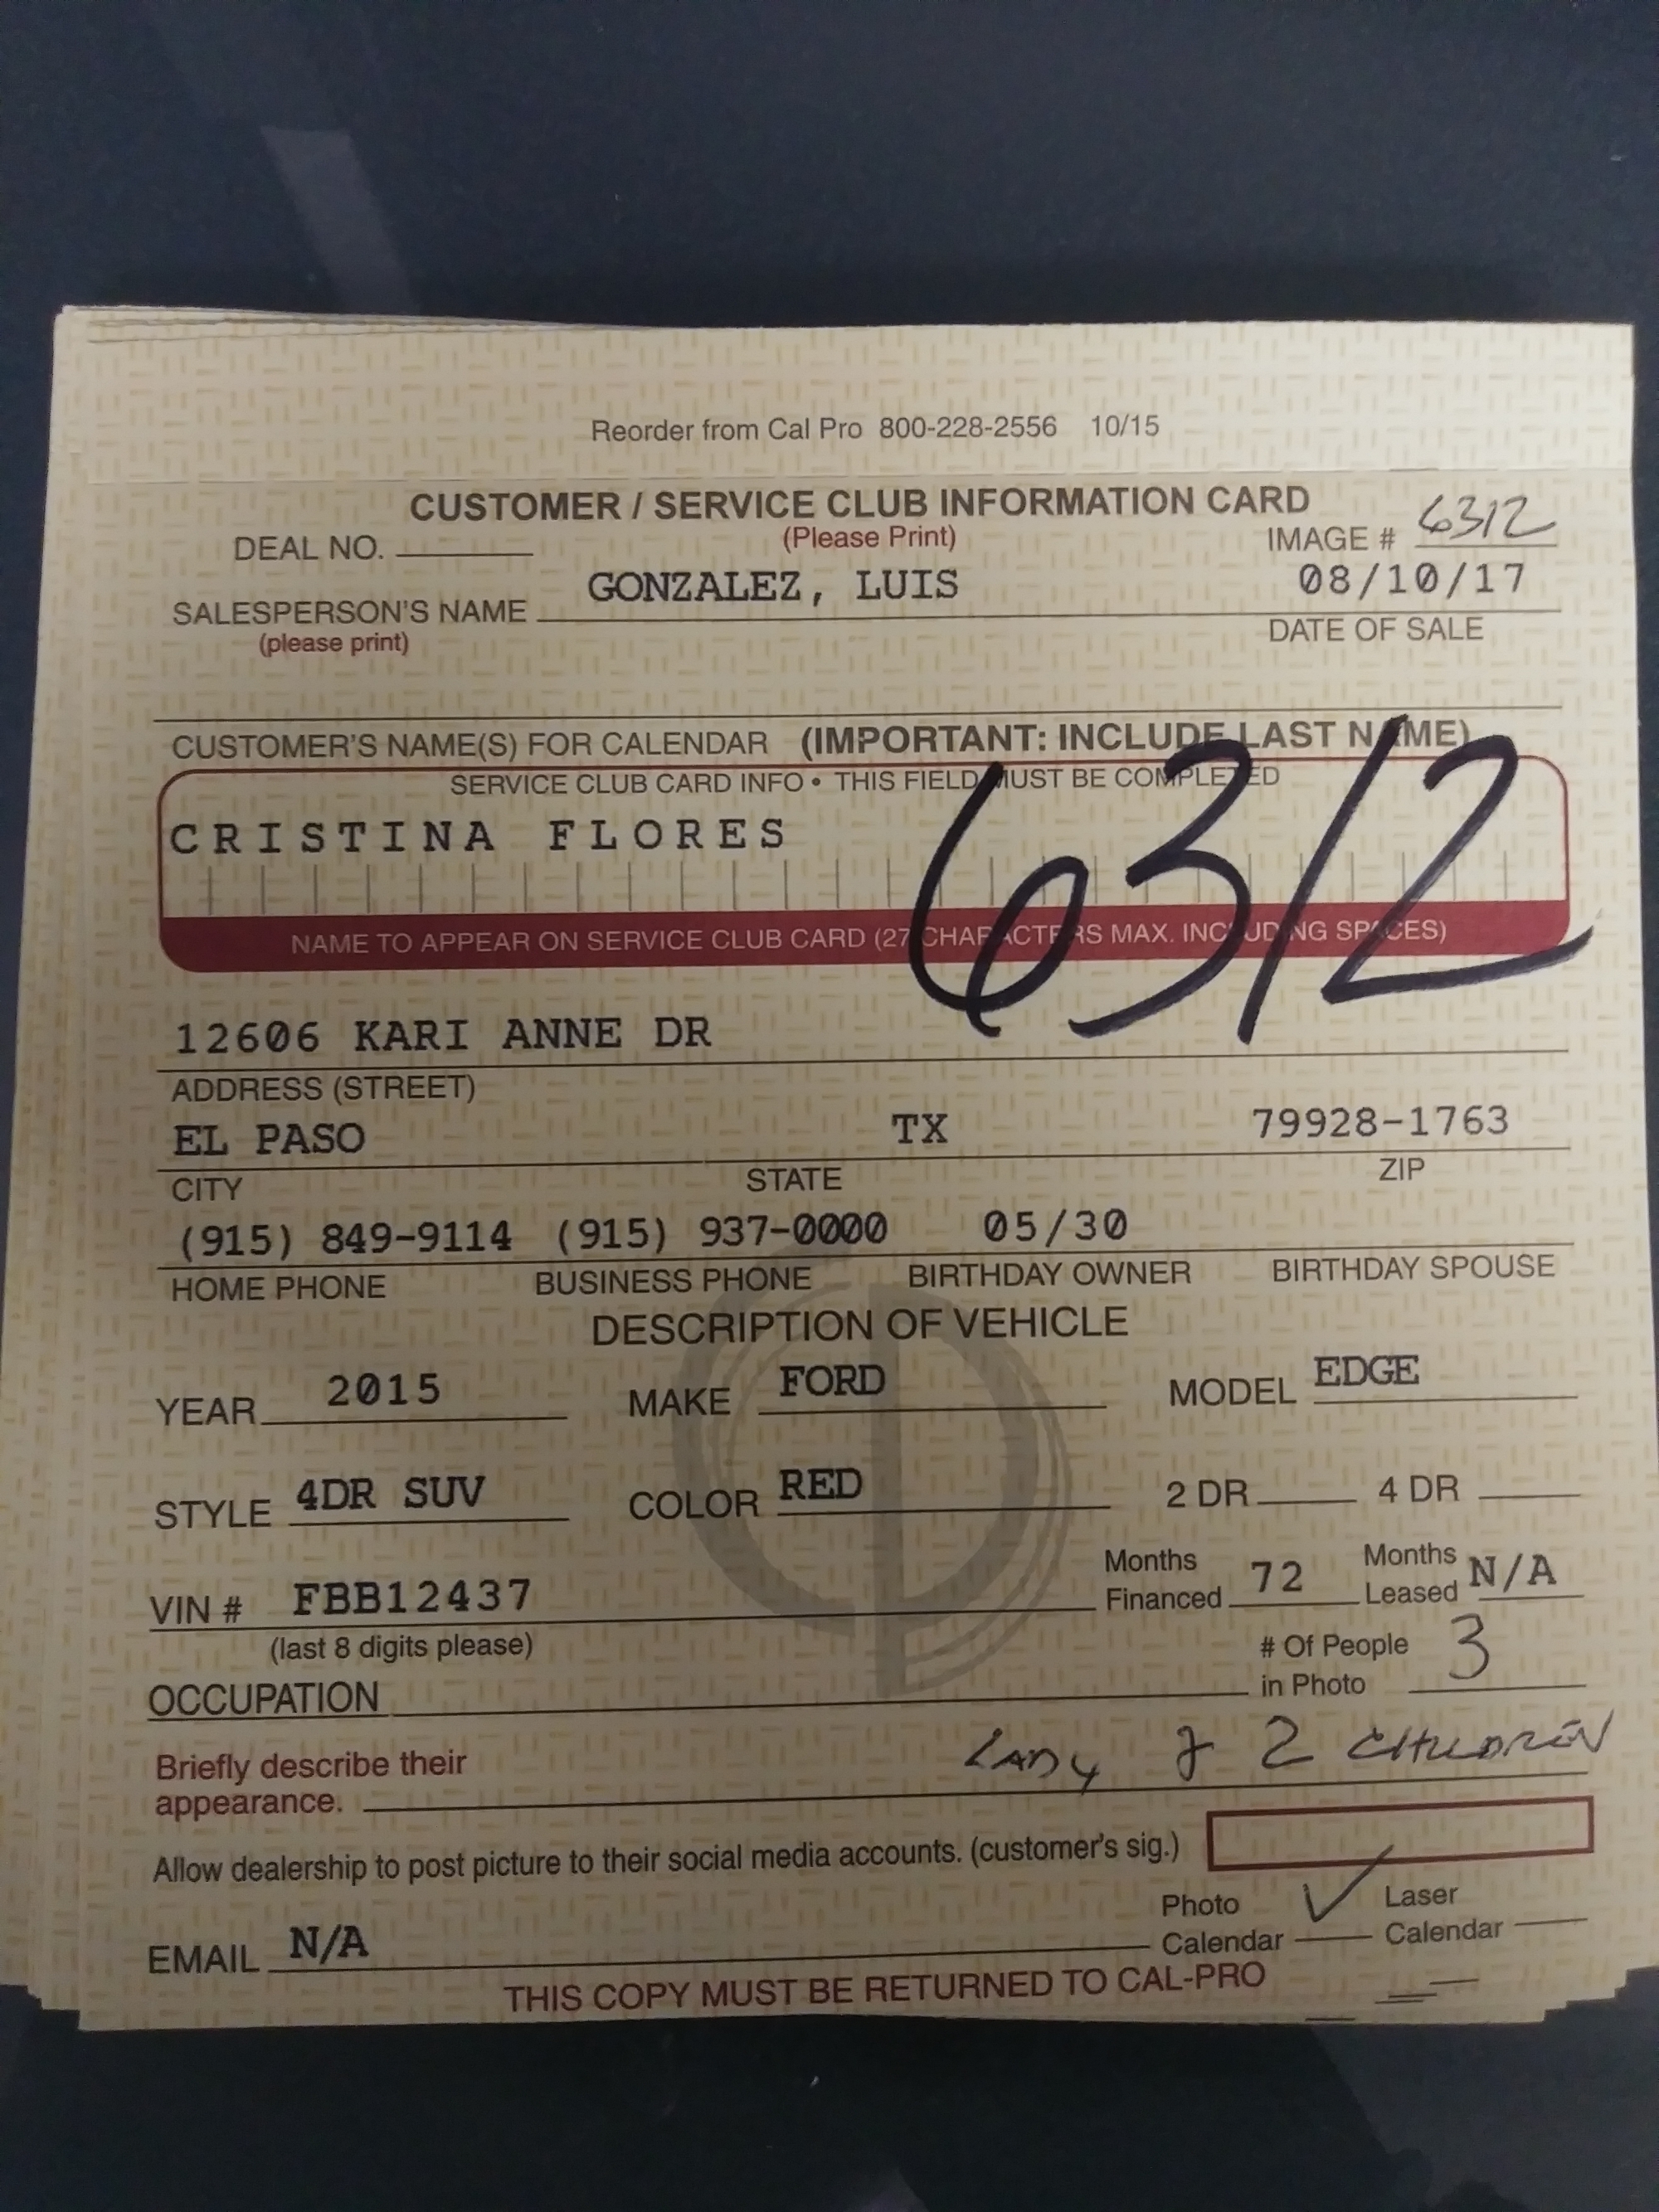 Reorder from Cal Pro 800-228-2556 10/15
CUSTOMER / SERVICE CLUB INFORMATION CARD
(Please Print)
DEAL NO.
IMAGE # 6312
SALESPERSON'S NAME GONZALEZ, LUIS 08/10/17
(please print)
DATE OF SALE
CUSTOMER'S NAME(S) FOR CALENDAR (IMPORTANT: INCLUDE LAST NAME)
SERVICE CLUB CARD INFO • THIS FIELD MUST BE COMPLETED
CRISTINA FLORES
6312
NAME TO APPEAR ON SERVICE CLUB CARD (27 CHARACTERS MAX. INCLUDING SPACES)
12606 KARI ANNE DR
ADDRESS (STREET)
EL PASO TX 79928-1763
CITY STATE ZIP
(915) 849-9114 (915) 937-0000 05/30
HOME PHONE BUSINESS PHONE BIRTHDAY OWNER BIRTHDAY SPOUSE
DESCRIPTION OF VEHICLE
YEAR 2015 MAKE FORD MODEL EDGE
STYLE 4DR SUV COLOR RED 2 DR 4 DR
VIN # FBB12437 Months Financed 72 Months Leased N/A
(last 8 digits please)
OCCUPATION # Of People in Photo 3
Briefly describe their appearance. LADY & 2 CHILDREN
Allow dealership to post picture to their social media accounts. (customer's sig.)
EMAIL N/A Photo Calendar ✓ Laser Calendar
THIS COPY MUST BE RETURNED TO CAL-PRO